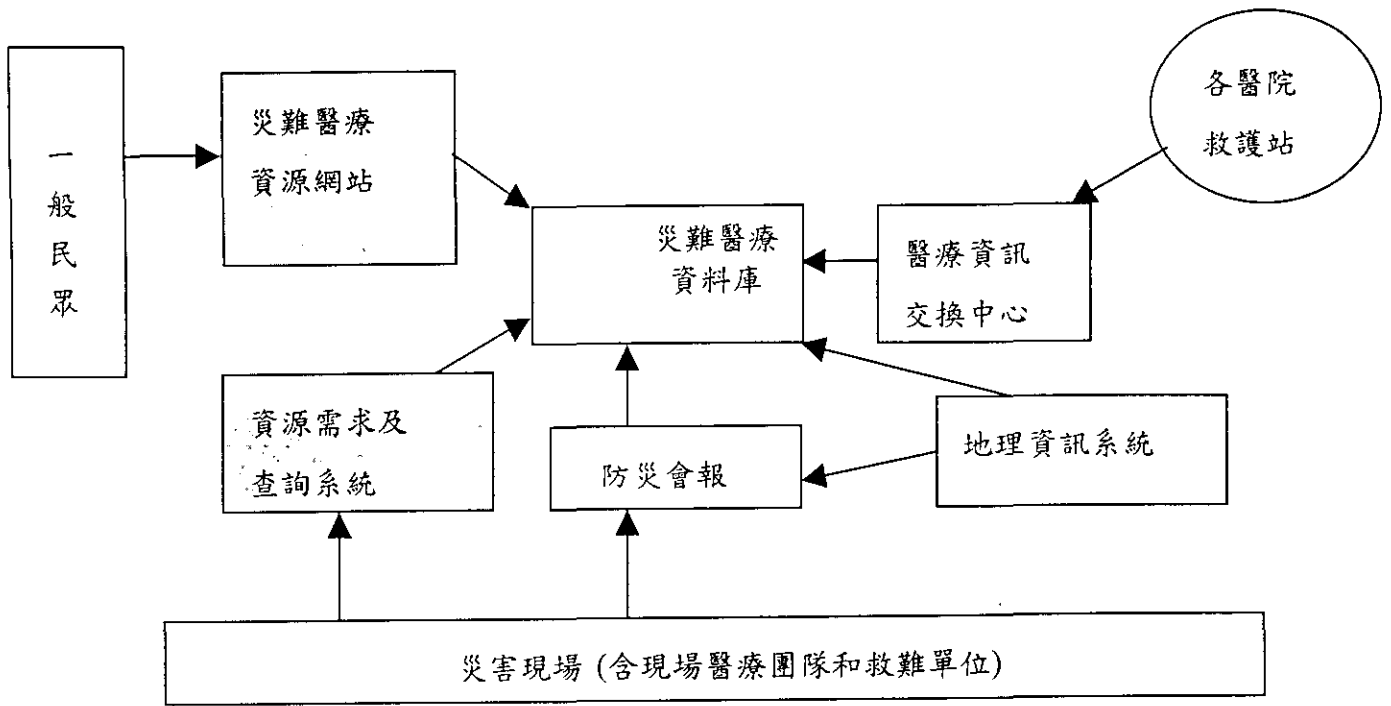 一
般
民
眾
災難醫療
資源網站
各醫院
救護站
災難醫療
資料庫
醫療資訊
交換中心
資源需求及
查詢系統
防災會報
地理資訊系統
災害現場 (含現場醫療團隊和救難單位)